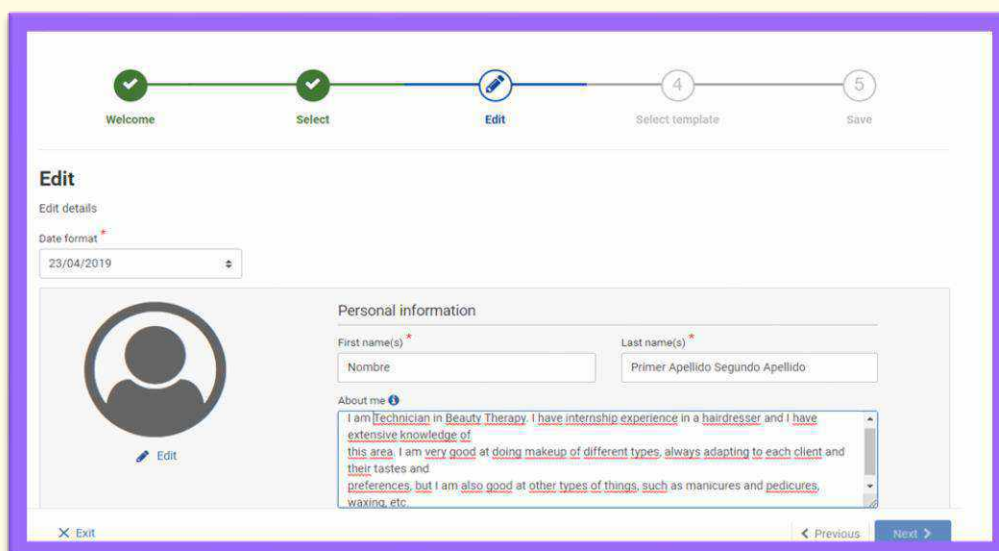 Welcome
Select
Edit
4
Select template
5
Save
Edit
Edit details
Date format *
23/04/2019
Personal information
First name(s) *
Last name(s) *
Nombre
Primer Apellido Segundo Apellido
About me
I am Technician in Beauty Therapy. I have internship experience in a hairdresser and I have
extensive knowledge of
this area. I am very good at doing makeup of different types, always adapting to each client and
their tastes and
preferences, but I am also good at other types of things, such as manicures and pedicures,
waxing, etc.
Edit
Exit
Previous
Next